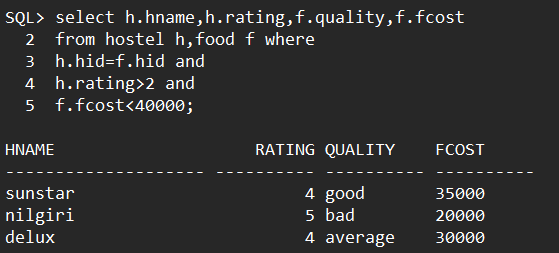 SQL> select h.hname,h.rating,f.quality,f.fcost
  2  from hostel h,food f where
  3  h.hid=f.hid and
  4  h.rating>2 and
  5  f.fcost<40000;

HNAME                    RATING QUALITY    FCOST
-------------------- ---------- ---------- ----------
sunstar                       4 good       35000
nilgiri                       5 bad        20000
delux                         4 average    30000